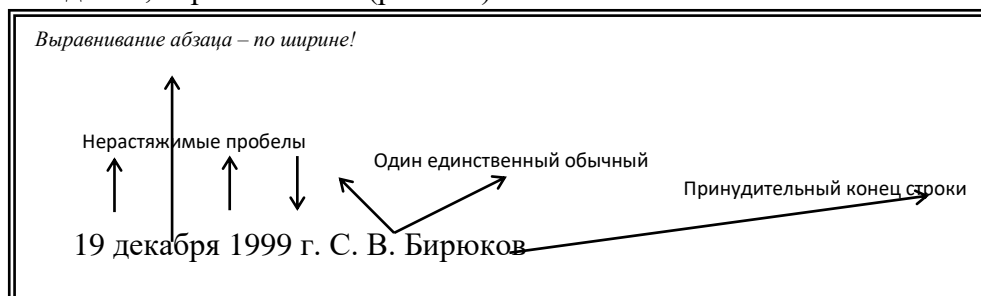 Выравнивание абзаца – по ширине!
Нерастяжимые пробелы
Один единственный обычный
Принудительный конец строки
19 декабря 1999 г. С. В. Бирюков